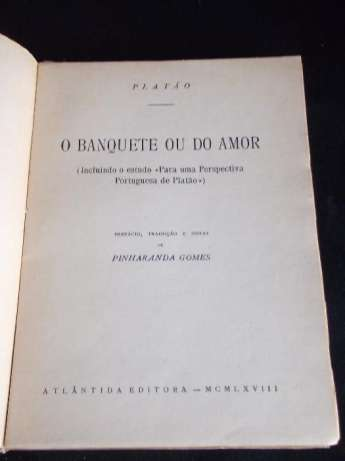 PLATÃO
O BANQUETE OU DO AMOR
(Incluindo o estudo «Para uma Perspectiva
Portuguesa de Platão»)
PREFÁCIO, TRADUÇÃO E NOTAS
DE
PINHARANDA GOMES
ATLÂNTIDA EDITORA — MCMLXVIII